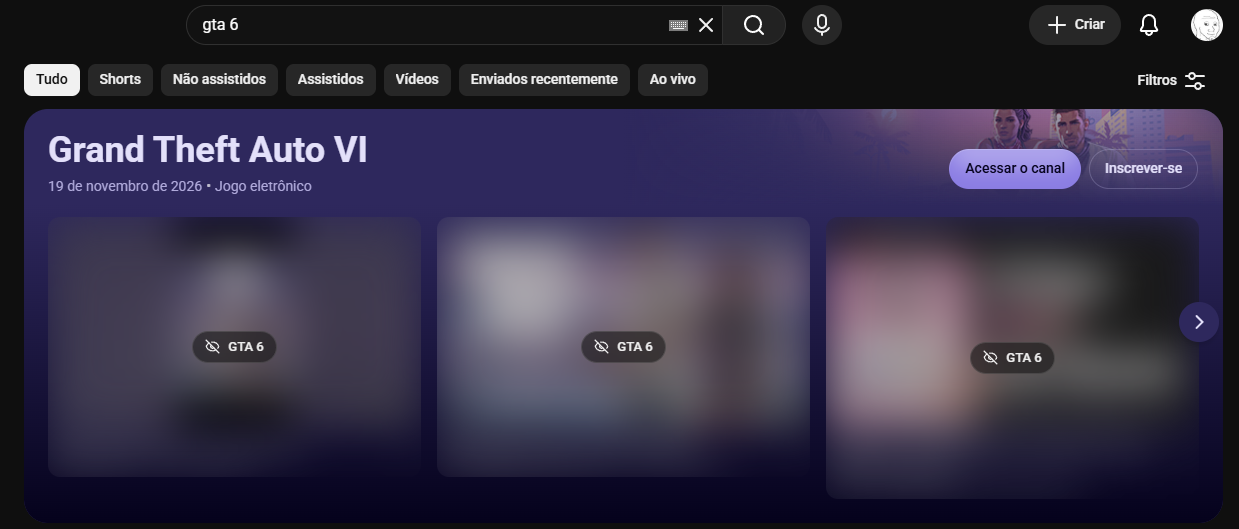 gta 6
Criar
Tudo
Shorts
Não assistidos
Assistidos
Vídeos
Enviados recentemente
Ao vivo
Filtros
Grand Theft Auto VI
19 de novembro de 2026 • Jogo eletrônico
Acessar o canal
Inscrever-se
GTA 6
GTA 6
GTA 6